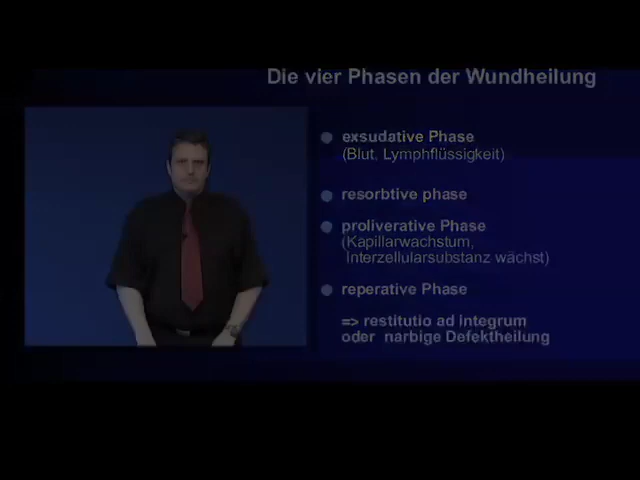 Die vier Phasen der Wundheilung
exsudative Phase
(Blut, Lymphflüssigkeit)
resorbtive phase
proliverative Phase
(Kapillarwachstum,
Interzellularsubstanz wächst)
reperative Phase
=> restitutio ad integrum
oder narbige Defektheilung